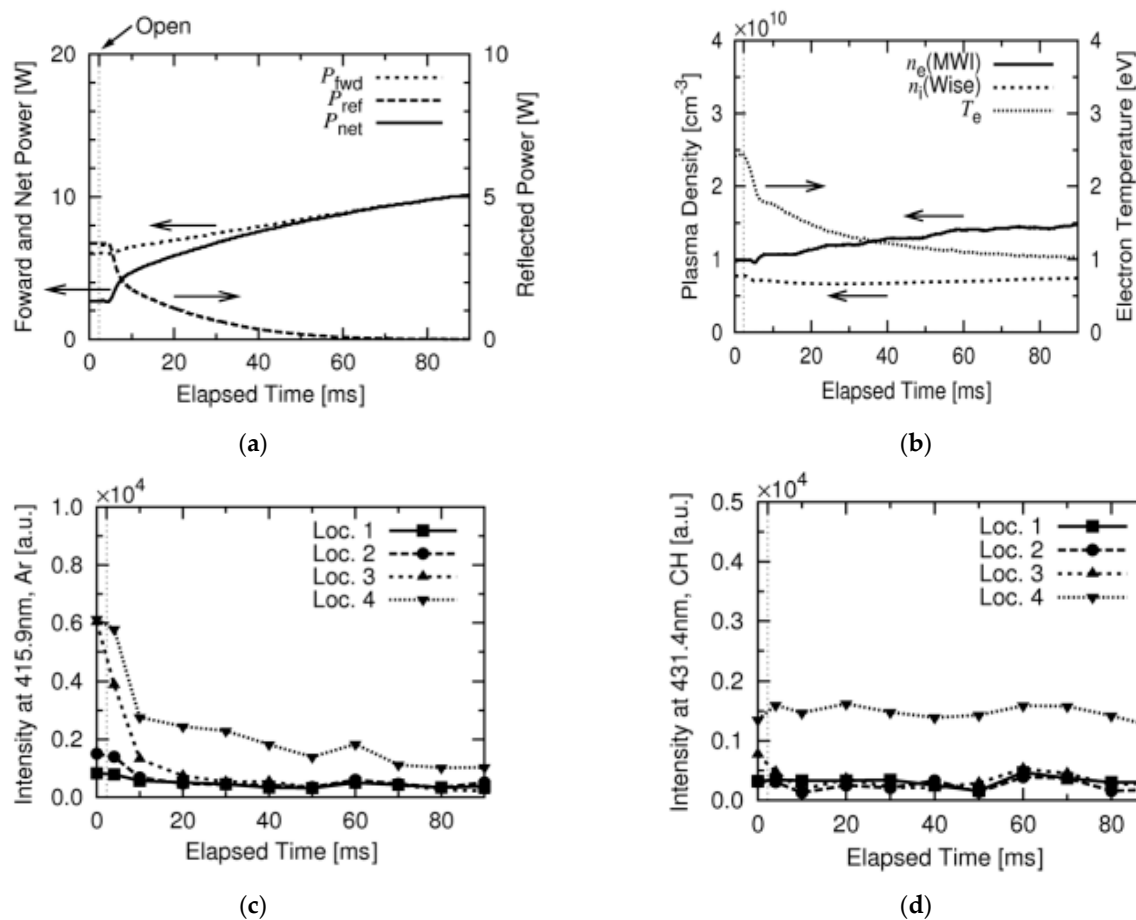 Open
20
15
10
5
0
Foward and Net Power [W]
P_fwd
P_ref
P_net
10
5
0
Reflected Power [W]
0 20 40 60 80
Elapsed Time [ms]
(a)
×10^10
4
3
2
1
0
Plasma Density [cm^-3]
n_e(MWI)
n_i(Wise)
T_e
4
3
2
1
0
Electron Temperature [eV]
0 20 40 60 80
Elapsed Time [ms]
(b)
×10^4
1.0
0.8
0.6
0.4
0.2
0.0
Intensity at 415.9nm, Ar [a.u.]
Loc. 1
Loc. 2
Loc. 3
Loc. 4
0 20 40 60 80
Elapsed Time [ms]
(c)
×10^4
0.5
0.4
0.3
0.2
0.1
0.0
Intensity at 431.4nm, CH [a.u.]
Loc. 1
Loc. 2
Loc. 3
Loc. 4
0 20 40 60 80
Elapsed Time [ms]
(d)